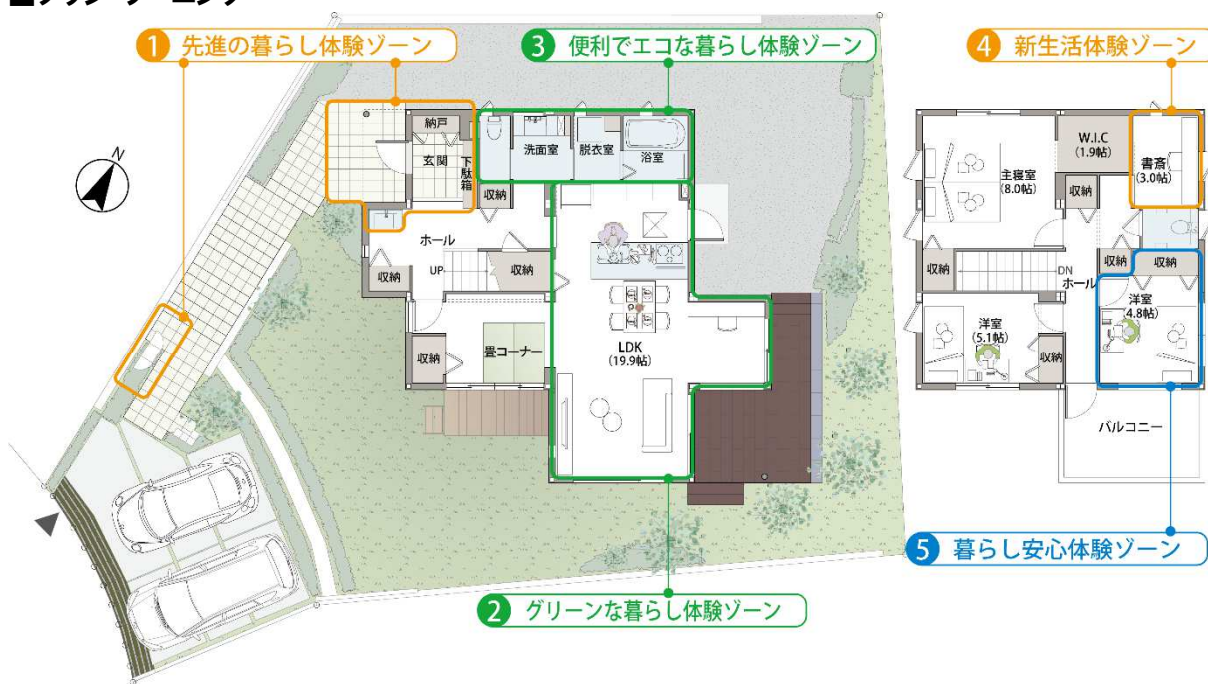 1 先進の暮らし体験ゾーン
3 便利でエコな暮らし体験ゾーン
4 新生活体験ゾーン
N
納戸
玄関
下駄箱
洗面室
脱衣室
浴室
収納
ホール
UP
収納
収納
収納
畳コーナー
LDK
(19.9帖)
W.I.C
(1.9帖)
書斎
(3.0帖)
主寝室
(8.0帖)
収納
収納
DN
ホール
収納
収納
洋室
(5.1帖)
収納
洋室
(4.8帖)
バルコニー
5 暮らし安心体験ゾーン
2 グリーンな暮らし体験ゾーン